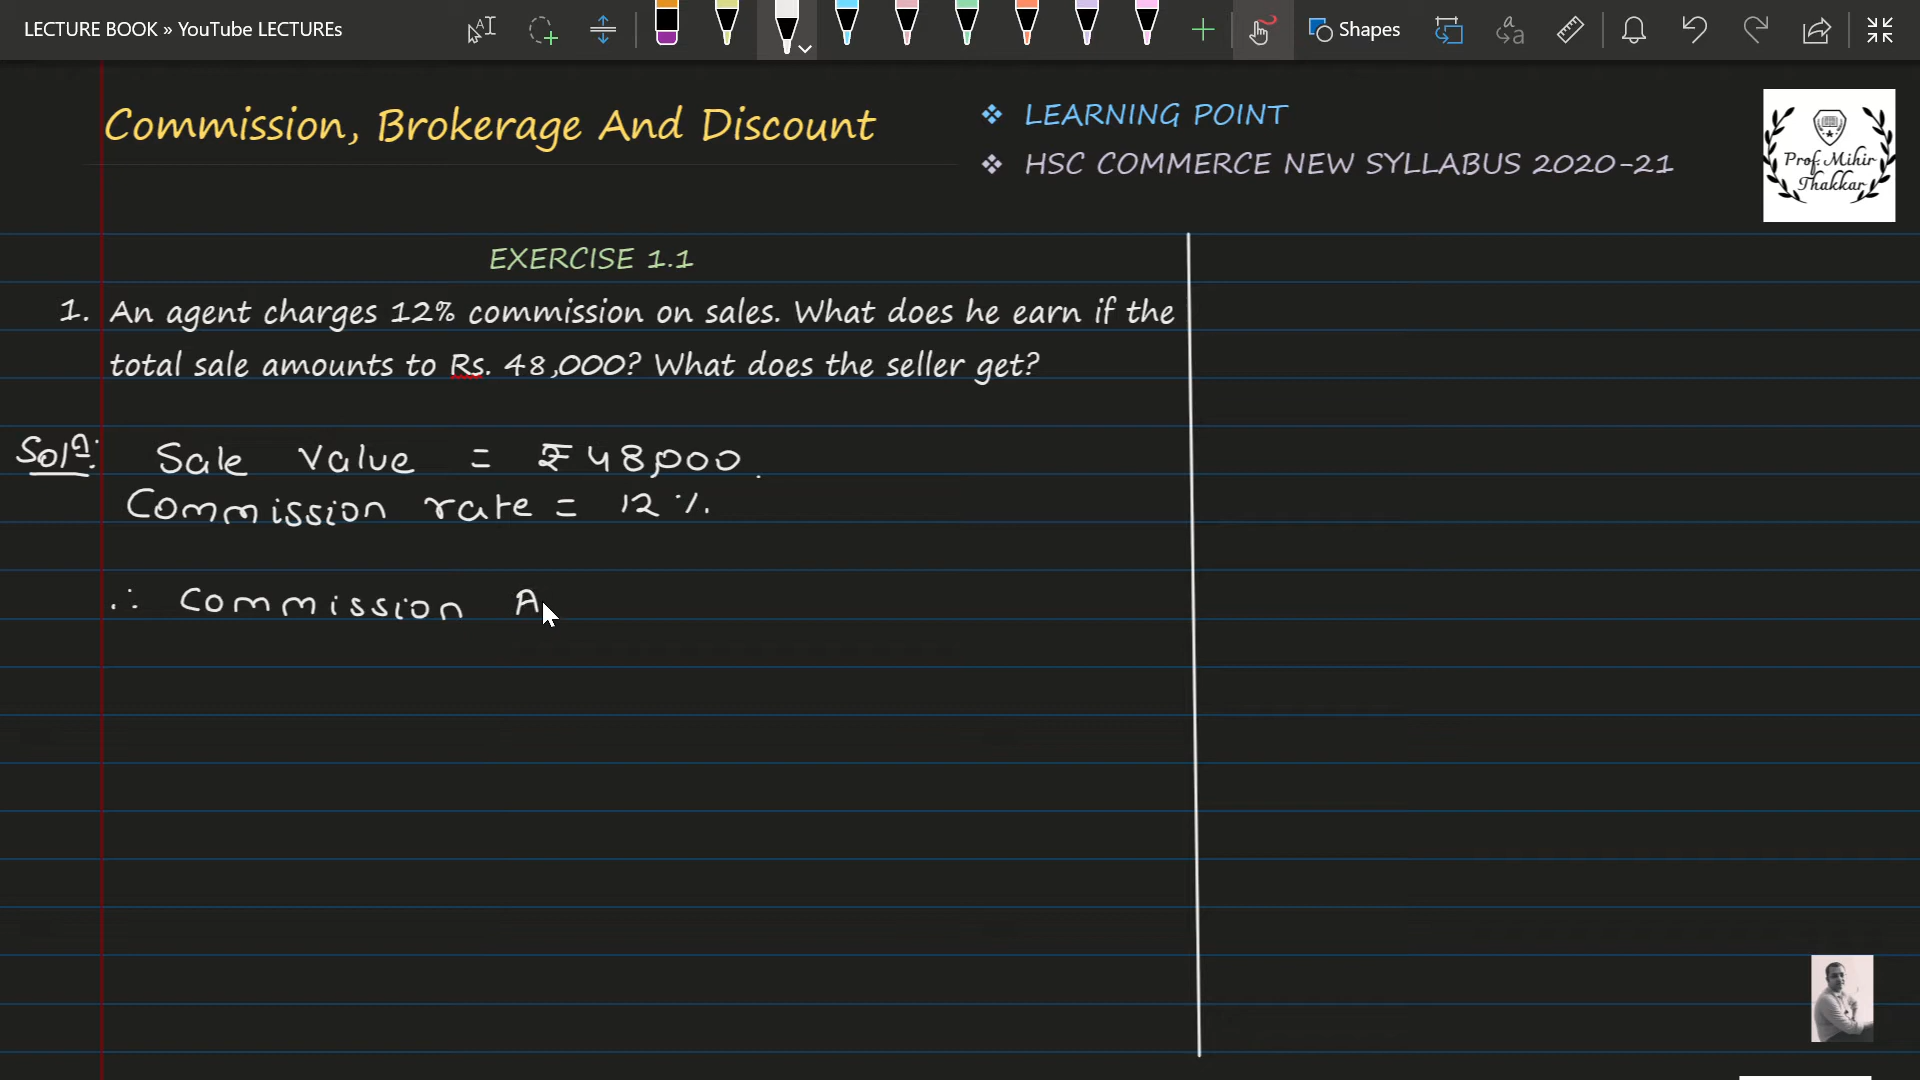 LECTURE BOOK » YouTube LECTUREs
Shapes
Commission, Brokerage And Discount
❖ LEARNING POINT
❖ HSC COMMERCE NEW SYLLABUS 2020-21
Prof. Mihir
Thakkar
EXERCISE 1.1
1. An agent charges 12% commission on sales. What does he earn if the
total sale amounts to Rs. 48,000? What does the seller get?
Solⁿ: Sale Value = ₹ 48,000.
Commission rate = 12 %.
∴ Commission A